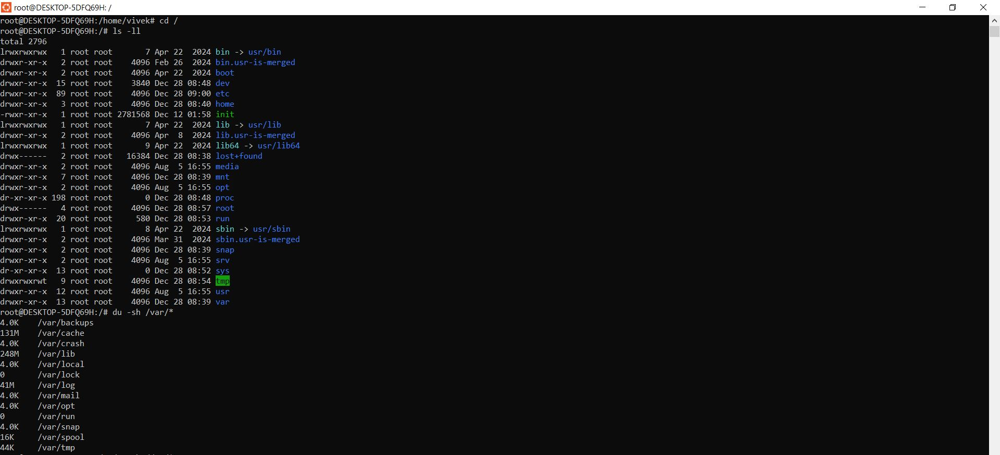 root@DESKTOP-5DFQ69H: /
root@DESKTOP-5DFQ69H:/home/vivek# cd /
root@DESKTOP-5DFQ69H:/# ls -ll
total 2796
lrwxrwxrwx   1 root root       7 Apr 22  2024 bin -> usr/bin
drwxr-xr-x   2 root root    4096 Feb 26  2024 bin.usr-is-merged
drwxr-xr-x   2 root root    4096 Apr 22  2024 boot
drwxr-xr-x  15 root root    3840 Dec 28 08:48 dev
drwxr-xr-x  89 root root    4096 Dec 28 09:00 etc
drwxr-xr-x   3 root root    4096 Dec 28 08:40 home
-rwxr-xr-x   1 root root 2781568 Dec 12 01:58 init
lrwxrwxrwx   1 root root       7 Apr 22  2024 lib -> usr/lib
drwxr-xr-x   2 root root    4096 Apr  8  2024 lib.usr-is-merged
lrwxrwxrwx   1 root root       9 Apr 22  2024 lib64 -> usr/lib64
drwx------   2 root root   16384 Dec 28 08:38 lost+found
drwxr-xr-x   2 root root    4096 Aug  5 16:55 media
drwxr-xr-x   7 root root    4096 Dec 28 08:39 mnt
drwxr-xr-x   2 root root    4096 Aug  5 16:55 opt
dr-xr-xr-x 198 root root       0 Dec 28 08:48 proc
drwx------   4 root root    4096 Dec 28 08:57 root
drwxr-xr-x  20 root root     580 Dec 28 08:53 run
lrwxrwxrwx   1 root root       8 Apr 22  2024 sbin -> usr/sbin
drwxr-xr-x   2 root root    4096 Mar 31  2024 sbin.usr-is-merged
drwxr-xr-x   2 root root    4096 Dec 28 08:39 snap
drwxr-xr-x   2 root root    4096 Aug  5 16:55 srv
dr-xr-xr-x  13 root root       0 Dec 28 08:52 sys
drwxrwxrwt   9 root root    4096 Dec 28 08:54 tmp
drwxr-xr-x  12 root root    4096 Aug  5 16:55 usr
drwxr-xr-x  13 root root    4096 Dec 28 08:39 var
root@DESKTOP-5DFQ69H:/# du -sh /var/*
4.0K    /var/backups
131M    /var/cache
4.0K    /var/crash
248M    /var/lib
4.0K    /var/local
0       /var/lock
41M     /var/log
4.0K    /var/mail
4.0K    /var/opt
0       /var/run
4.0K    /var/snap
16K     /var/spool
44K     /var/tmp